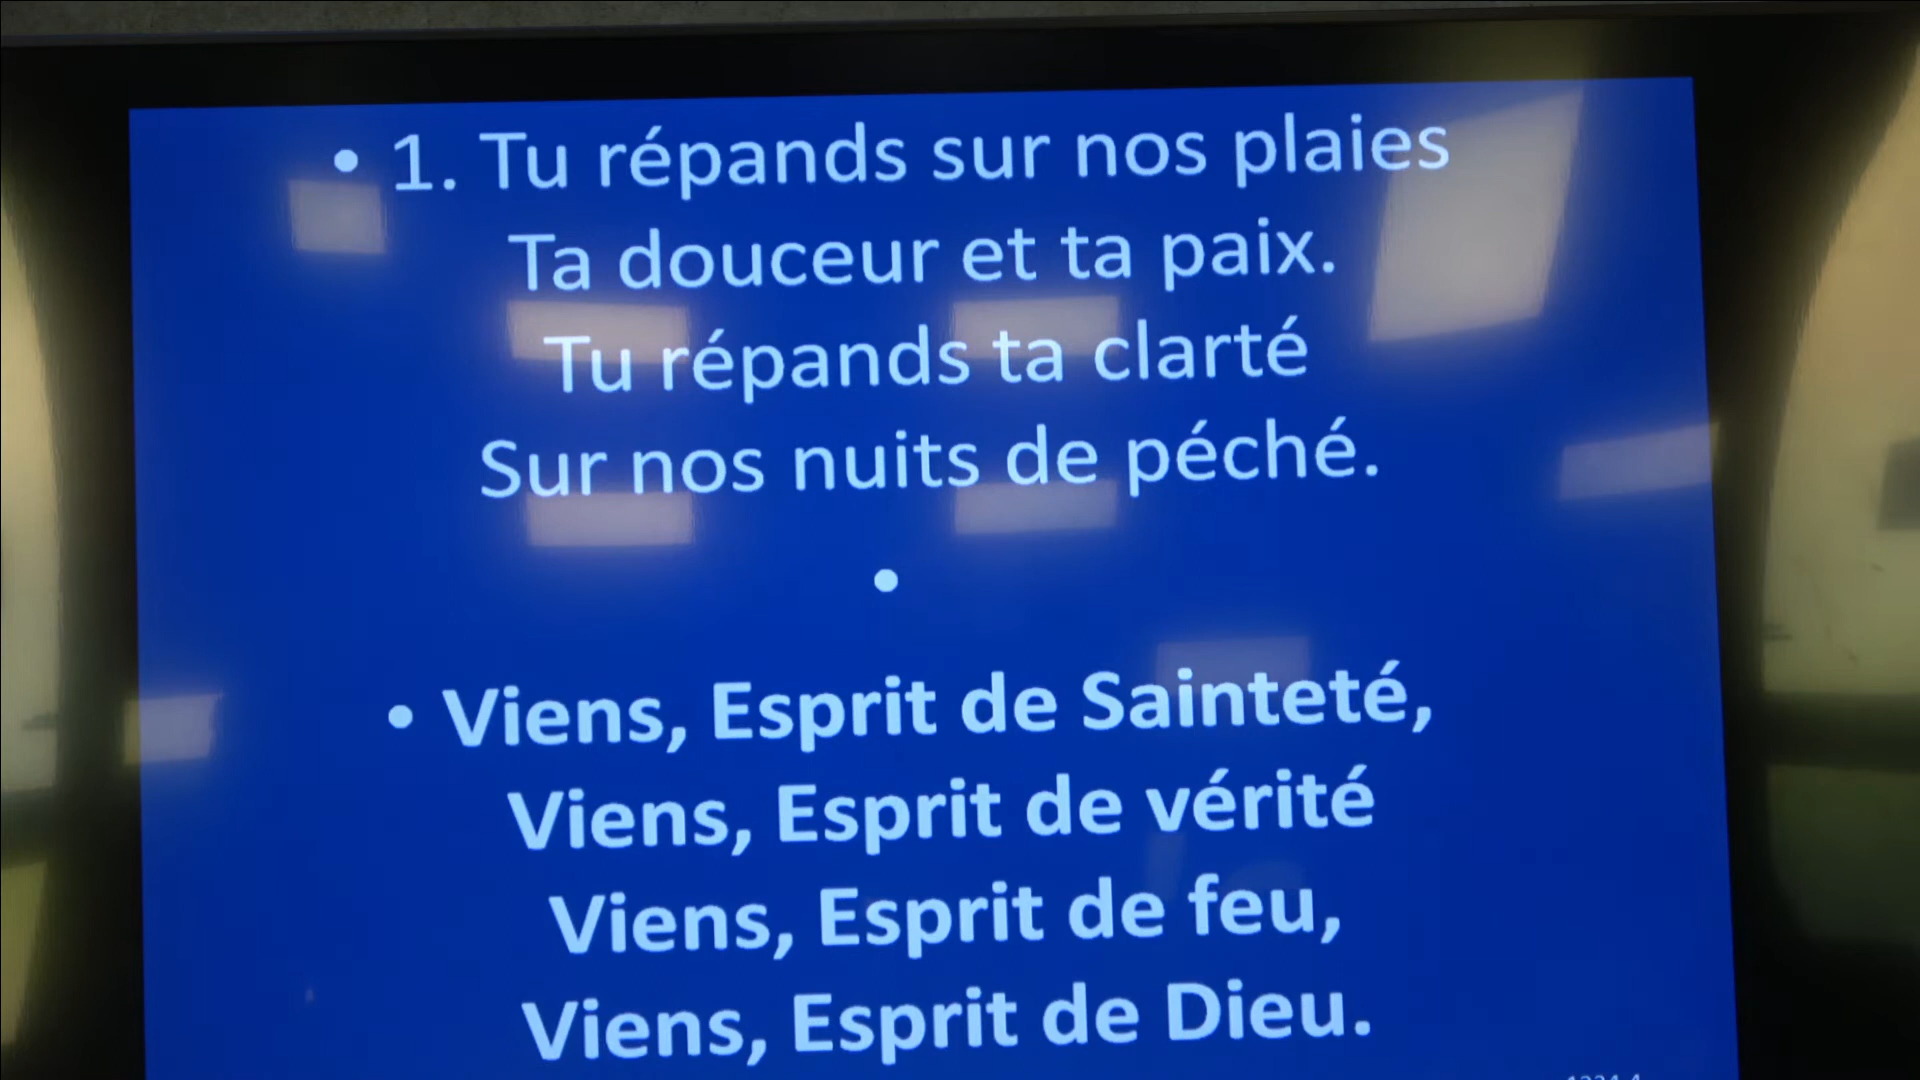 • 1. Tu répands sur nos plaies
Ta douceur et ta paix.
Tu répands ta clarté
Sur nos nuits de péché.
•
• Viens, Esprit de Sainteté,
Viens, Esprit de vérité
Viens, Esprit de feu,
Viens, Esprit de Dieu.